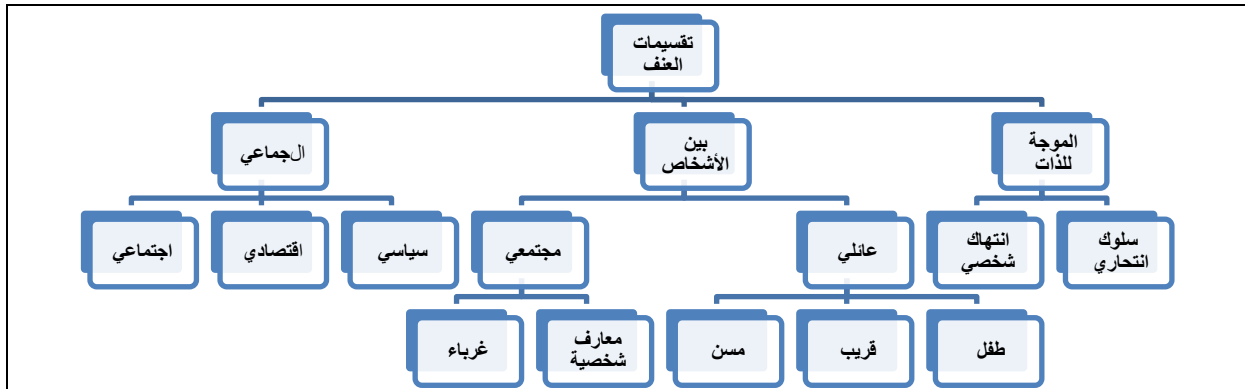 تقسيمات
العنف
الموجة
للذات
بين
الأشخاص
الجماعي
سلوك
انتحاري
انتهاك
شخصي
عائلي
مجتمعي
سياسي
اقتصادي
اجتماعي
طفل
قريب
مسن
معارف
شخصية
غرباء